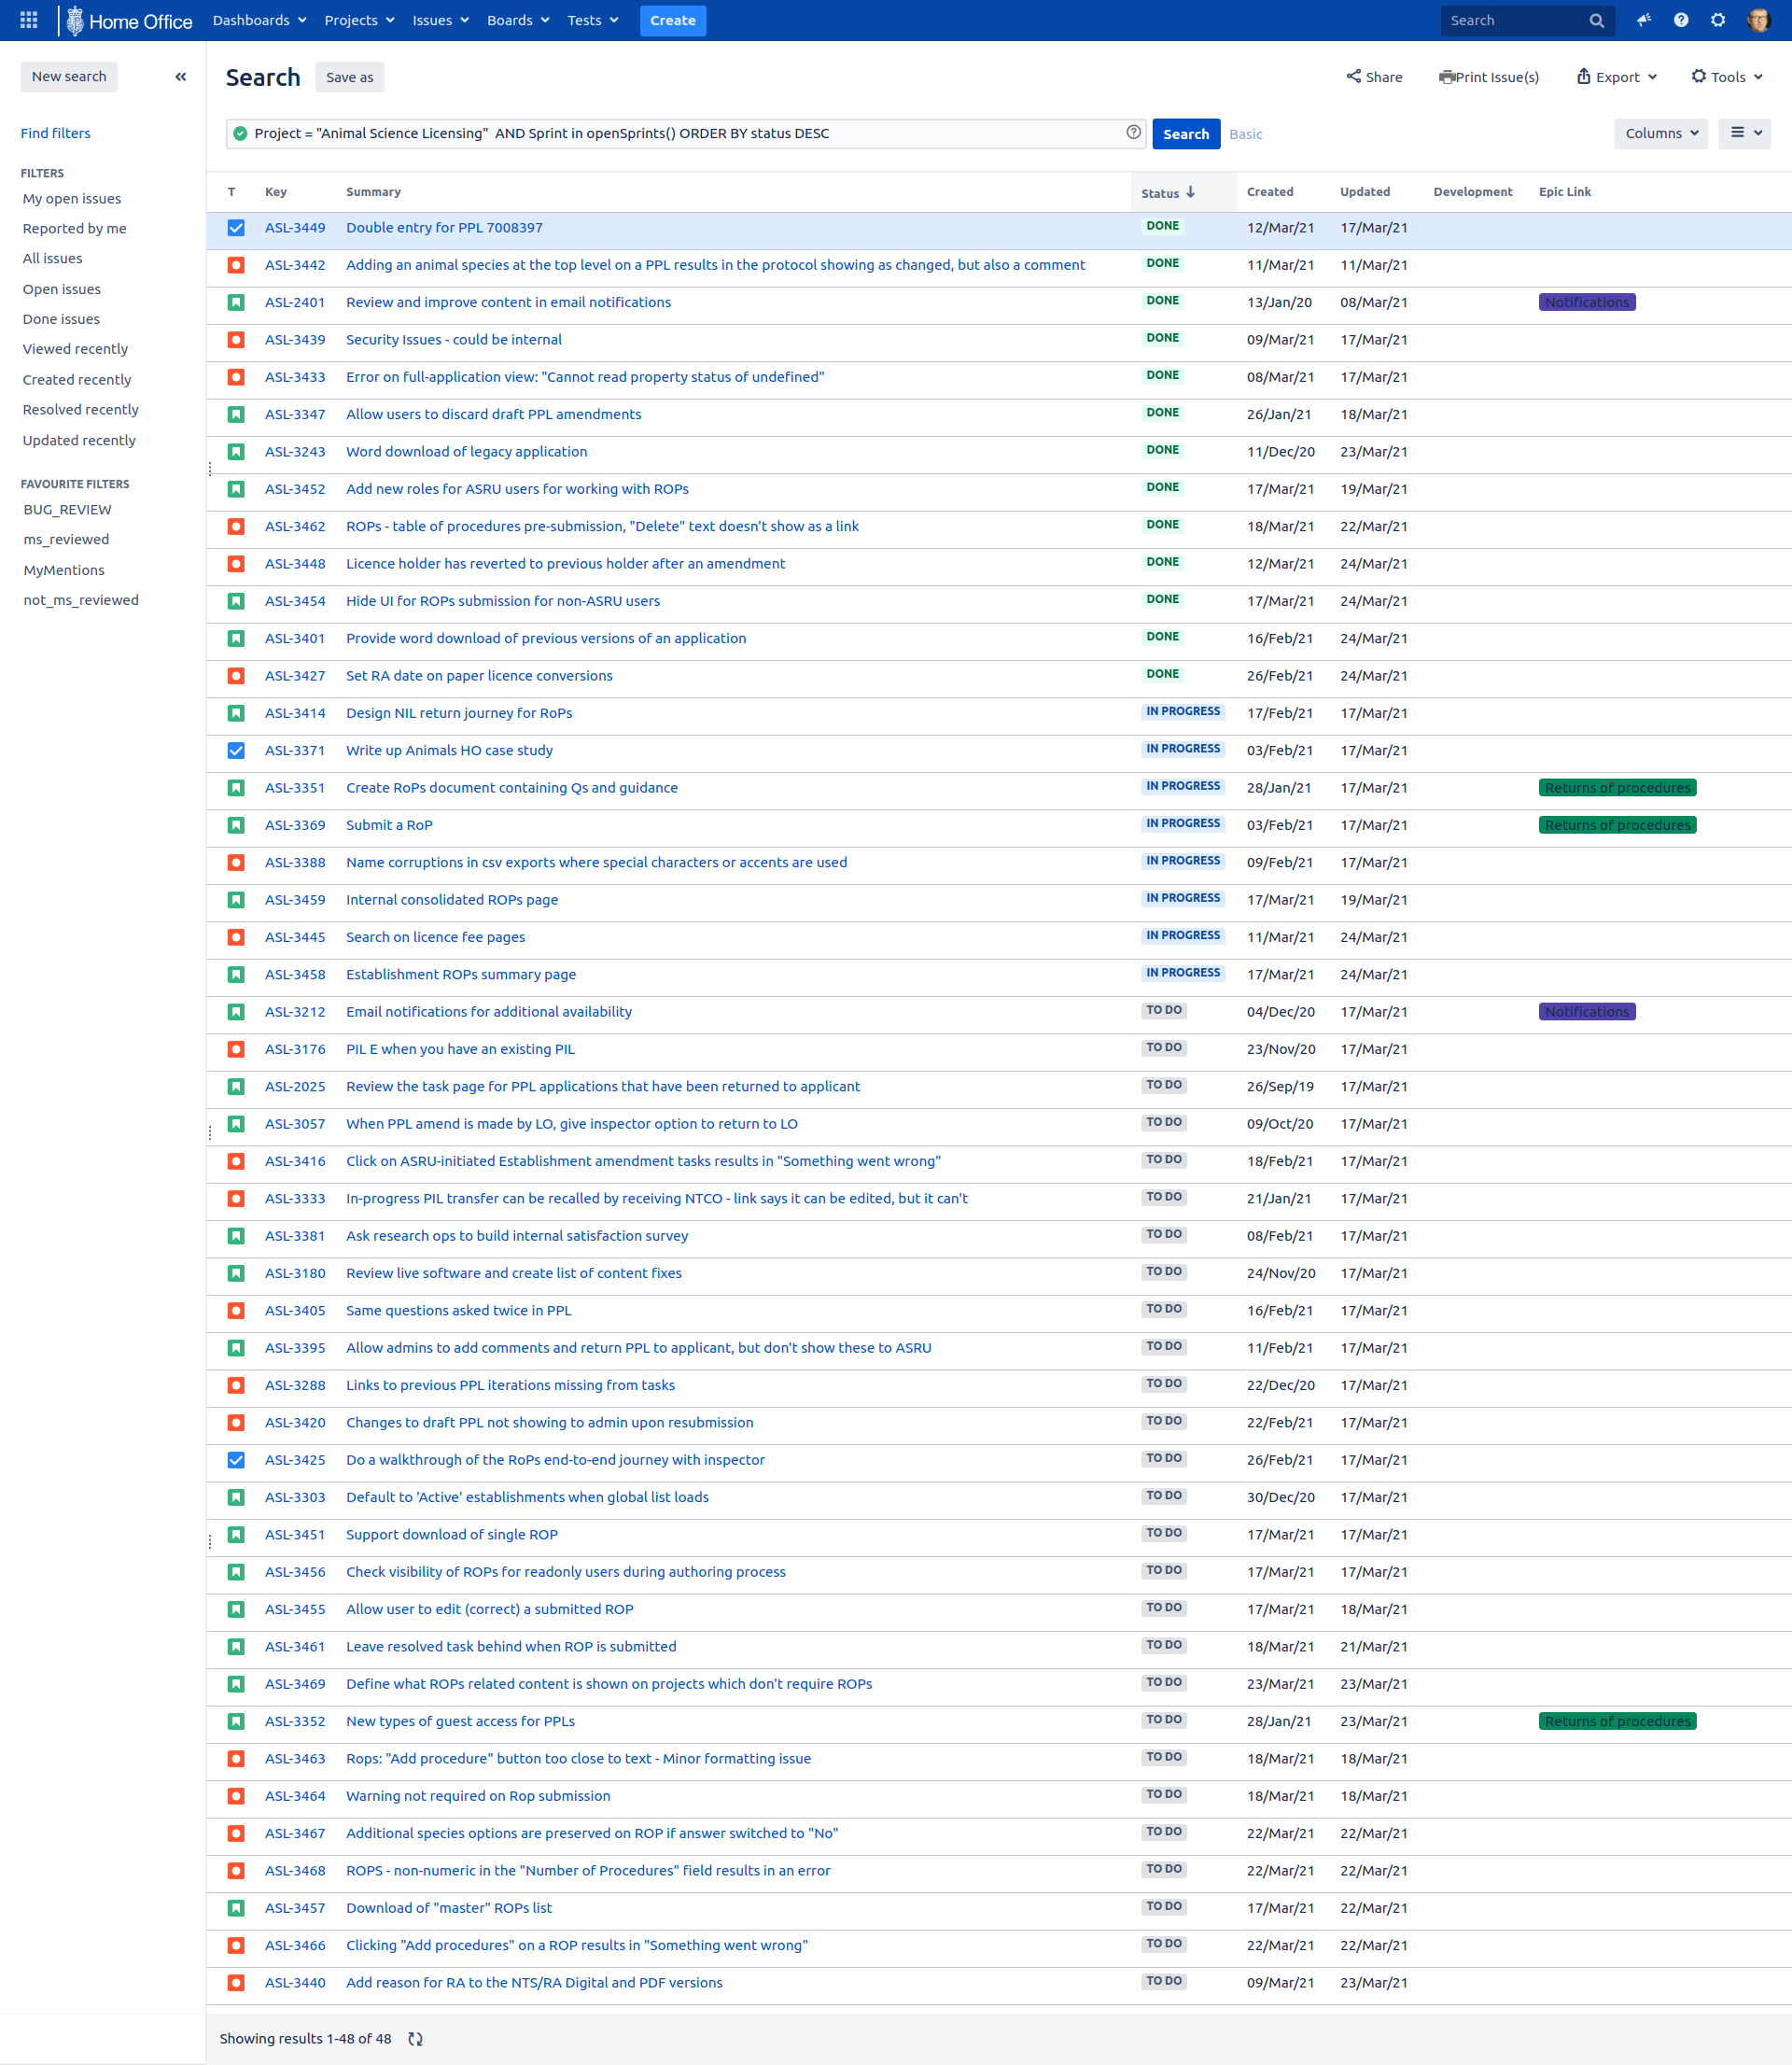 Home Office Dashboards Projects Issues Boards Tests Create Search
New search
Search Save as Share Print Issue(s) Export Tools
Find filters
Project = "Animal Science Licensing"  AND Sprint in openSprints() ORDER BY status DESC Search Basic Columns
FILTERS
My open issues
Reported by me
All issues
Open issues
Done issues
Viewed recently
Created recently
Resolved recently
Updated recently
FAVOURITE FILTERS
BUG_REVIEW
ms_reviewed
MyMentions
not_ms_reviewed
T Key Summary Status Created Updated Development Epic Link
ASL-3449 Double entry for PPL 7008397 DONE 12/Mar/21 17/Mar/21
ASL-3442 Adding an animal species at the top level on a PPL results in the protocol showing as changed, but also a comment DONE 11/Mar/21 11/Mar/21
ASL-2401 Review and improve content in email notifications DONE 13/Jan/20 08/Mar/21 Notifications
ASL-3439 Security Issues - could be internal DONE 09/Mar/21 17/Mar/21
ASL-3433 Error on full-application view: "Cannot read property status of undefined" DONE 08/Mar/21 17/Mar/21
ASL-3347 Allow users to discard draft PPL amendments DONE 26/Jan/21 18/Mar/21
ASL-3243 Word download of legacy application DONE 11/Dec/20 23/Mar/21
ASL-3452 Add new roles for ASRU users for working with ROPs DONE 17/Mar/21 19/Mar/21
ASL-3462 ROPs - table of procedures pre-submission, "Delete" text doesn't show as a link DONE 18/Mar/21 22/Mar/21
ASL-3448 Licence holder has reverted to previous holder after an amendment DONE 12/Mar/21 24/Mar/21
ASL-3454 Hide UI for ROPs submission for non-ASRU users DONE 17/Mar/21 24/Mar/21
ASL-3401 Provide word download of previous versions of an application DONE 16/Feb/21 24/Mar/21
ASL-3427 Set RA date on paper licence conversions DONE 26/Feb/21 24/Mar/21
ASL-3414 Design NIL return journey for RoPs IN PROGRESS 17/Feb/21 17/Mar/21
ASL-3371 Write up Animals HO case study IN PROGRESS 03/Feb/21 17/Mar/21
ASL-3351 Create RoPs document containing Qs and guidance IN PROGRESS 28/Jan/21 17/Mar/21 Returns of procedures
ASL-3369 Submit a RoP IN PROGRESS 03/Feb/21 17/Mar/21 Returns of procedures
ASL-3388 Name corruptions in csv exports where special characters or accents are used IN PROGRESS 09/Feb/21 17/Mar/21
ASL-3459 Internal consolidated ROPs page IN PROGRESS 17/Mar/21 19/Mar/21
ASL-3445 Search on licence fee pages IN PROGRESS 11/Mar/21 24/Mar/21
ASL-3458 Establishment ROPs summary page IN PROGRESS 17/Mar/21 24/Mar/21
ASL-3212 Email notifications for additional availability TO DO 04/Dec/20 17/Mar/21 Notifications
ASL-3176 PIL E when you have an existing PIL TO DO 23/Nov/20 17/Mar/21
ASL-2025 Review the task page for PPL applications that have been returned to applicant TO DO 26/Sep/19 17/Mar/21
ASL-3057 When PPL amend is made by LO, give inspector option to return to LO TO DO 09/Oct/20 17/Mar/21
ASL-3416 Click on ASRU-initiated Establishment amendment tasks results in "Something went wrong" TO DO 18/Feb/21 17/Mar/21
ASL-3333 In-progress PIL transfer can be recalled by receiving NTCO - link says it can be edited, but it can't TO DO 21/Jan/21 17/Mar/21
ASL-3381 Ask research ops to build internal satisfaction survey TO DO 08/Feb/21 17/Mar/21
ASL-3180 Review live software and create list of content fixes TO DO 24/Nov/20 17/Mar/21
ASL-3405 Same questions asked twice in PPL TO DO 16/Feb/21 17/Mar/21
ASL-3395 Allow admins to add comments and return PPL to applicant, but don't show these to ASRU TO DO 11/Feb/21 17/Mar/21
ASL-3288 Links to previous PPL iterations missing from tasks TO DO 22/Dec/20 17/Mar/21
ASL-3420 Changes to draft PPL not showing to admin upon resubmission TO DO 22/Feb/21 17/Mar/21
ASL-3425 Do a walkthrough of the RoPs end-to-end journey with inspector TO DO 26/Feb/21 17/Mar/21
ASL-3303 Default to 'Active' establishments when global list loads TO DO 30/Dec/20 17/Mar/21
ASL-3451 Support download of single ROP TO DO 17/Mar/21 17/Mar/21
ASL-3456 Check visibility of ROPs for readonly users during authoring process TO DO 17/Mar/21 17/Mar/21
ASL-3455 Allow user to edit (correct) a submitted ROP TO DO 17/Mar/21 18/Mar/21
ASL-3461 Leave resolved task behind when ROP is submitted TO DO 18/Mar/21 21/Mar/21
ASL-3469 Define what ROPs related content is shown on projects which don't require ROPs TO DO 23/Mar/21 23/Mar/21
ASL-3352 New types of guest access for PPLs TO DO 28/Jan/21 23/Mar/21 Returns of procedures
ASL-3463 Rops: "Add procedure" button too close to text - Minor formatting issue TO DO 18/Mar/21 18/Mar/21
ASL-3464 Warning not required on Rop submission TO DO 18/Mar/21 18/Mar/21
ASL-3467 Additional species options are preserved on ROP if answer switched to "No" TO DO 22/Mar/21 22/Mar/21
ASL-3468 ROPS - non-numeric in the "Number of Procedures" field results in an error TO DO 22/Mar/21 22/Mar/21
ASL-3457 Download of "master" ROPs list TO DO 17/Mar/21 22/Mar/21
ASL-3466 Clicking "Add procedures" on a ROP results in "Something went wrong" TO DO 22/Mar/21 22/Mar/21
ASL-3440 Add reason for RA to the NTS/RA Digital and PDF versions TO DO 09/Mar/21 23/Mar/21
Showing results 1-48 of 48